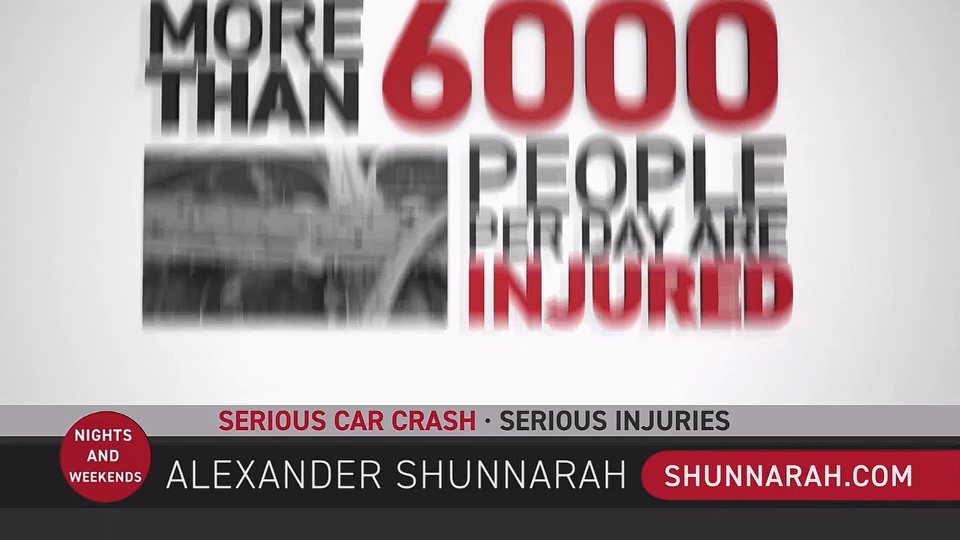 MORE
THAN
6000
PEOPLE
PER DAY ARE
INJURED
SERIOUS CAR CRASH · SERIOUS INJURIES
NIGHTS
AND
WEEKENDS
ALEXANDER SHUNNARAH
SHUNNARAH.COM